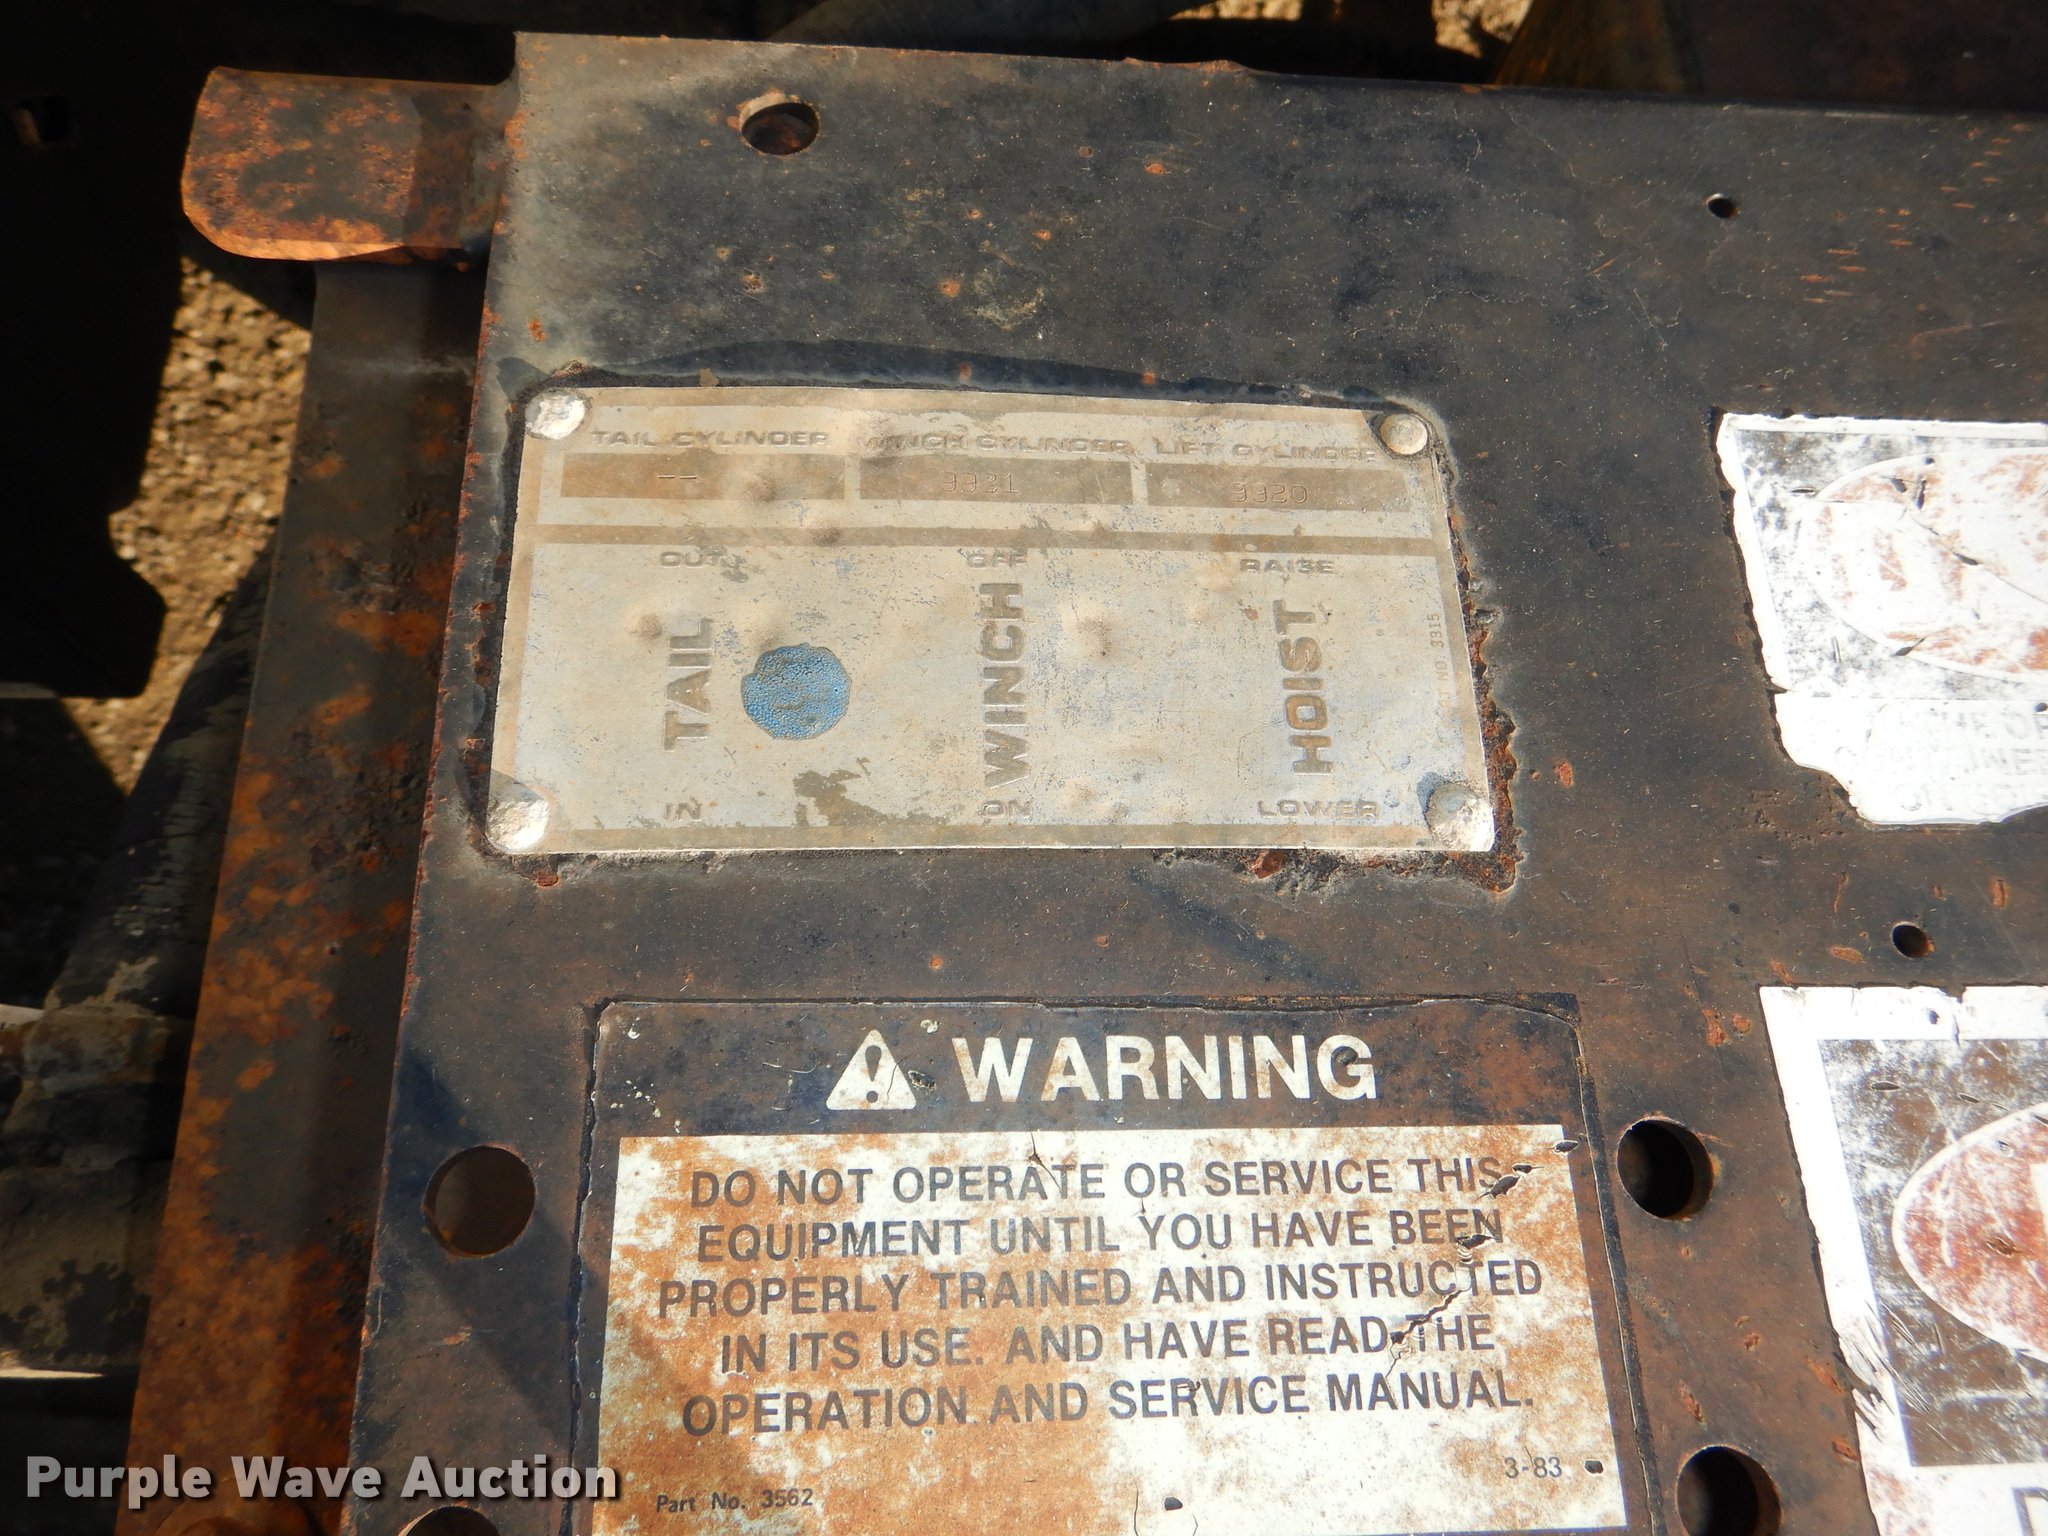 TAIL CYLINDER WINCH CYLINDER LIFT CYLINDER
-- 9931 9920
OUT OFF RAISE
TAIL WINCH HOIST
NO 3315
IN ON LOWER
WARNING
DO NOT OPERATE OR SERVICE THIS
EQUIPMENT UNTIL YOU HAVE BEEN
PROPERLY TRAINED AND INSTRUCTED
IN ITS USE. AND HAVE READ THE
OPERATION AND SERVICE MANUAL.
3-83
Part No. 3562
Purple Wave Auction